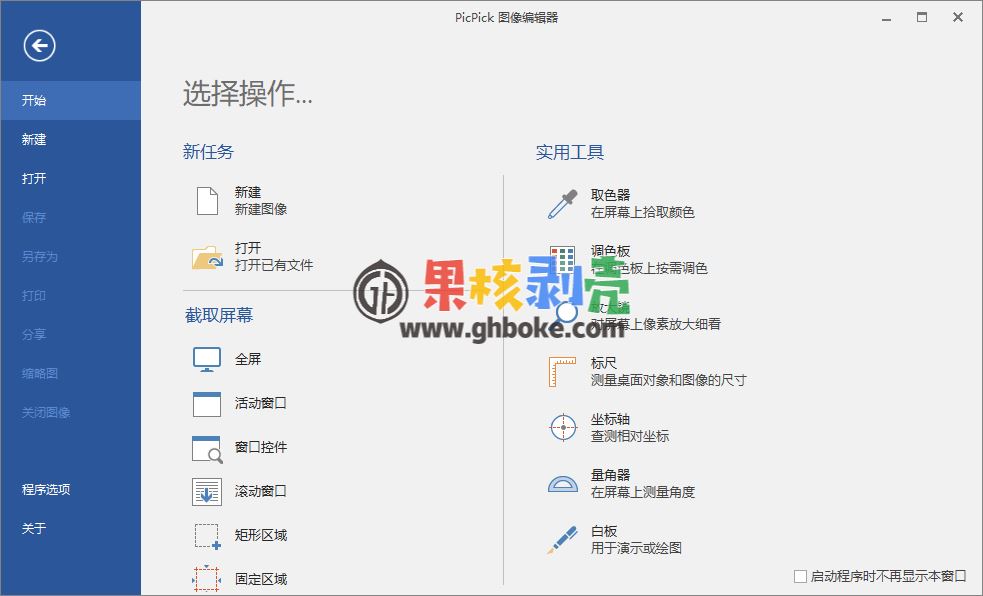 PicPick 图像编辑器
开始
新建
打开
保存
另存为
打印
分享
缩略图
关闭图像
程序选项
关于
选择操作...
新任务
新建
新建图像
打开
打开已有文件
截取屏幕
全屏
活动窗口
窗口控件
滚动窗口
矩形区域
固定区域
实用工具
取色器
在屏幕上拾取颜色
调色板
在调色板上按需调色
放大镜
对屏幕上像素放大细看
标尺
测量桌面对象和图像的尺寸
坐标轴
查测相对坐标
量角器
在屏幕上测量角度
白板
用于演示或绘图
启动程序时不再显示本窗口
果核剥壳
www.ghboke.com